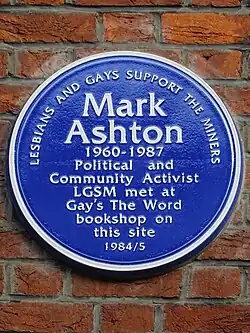 LESBIANS AND GAYS SUPPORT THE MINERS
Mark
Ashton
1960-1987
Political and
Community Activist
LGSM met at
Gay's The Word
bookshop on
this site
1984/5